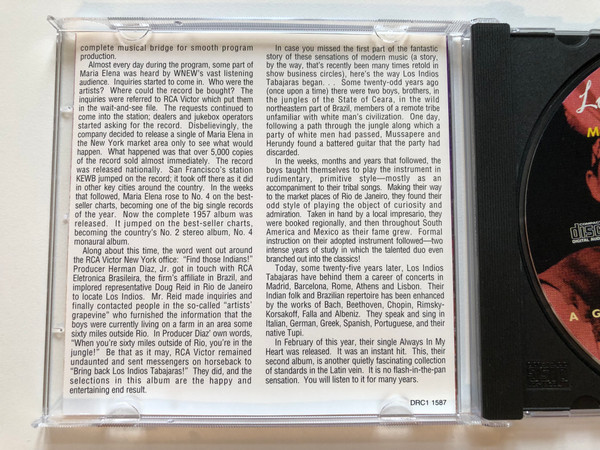 complete musical bridge for smooth program
production.
Almost every day during the program, some part of
Maria Elena was heard by WNEW's vast listening
audience. Inquiries started to come in. Who were the
artists? Where could the record be bought? The
inquiries were referred to RCA Victor which put them
in the wait-and-see file. The requests continued to
come into the station; dealers and jukebox operators
started asking for the record. Disbelievingly, the
company decided to release a single of Maria Elena in
the New York market area only to see what would
happen. What happened was that over 5,000 copies
of the record sold almost immediately. The record
was released nationally. San Francisco's station
KEWB jumped on the record; it took off there as it did
in other key cities around the country. In the weeks
that followed, Maria Elena rose to No. 4 on the best-
seller charts, becoming one of the big single records
of the year. Now the complete 1957 album was
released. It jumped on the best-seller charts,
becoming the country's No. 2 stereo album, No. 4
monaural album.
Along about this time, the word went out around
the RCA Victor New York office: "Find those Indians!"
Producer Herman Diaz, Jr. got in touch with RCA
Eletronica Brasileira, the firm's affiliate in Brazil, and
implored representative Doug Reid in Rio de Janeiro
to locate Los Indios. Mr. Reid made inquiries and
finally contacted people in the so-called "artists'
grapevine" who furnished the information that the
boys were currently living on a farm in an area some
sixty miles outside Rio. In Producer Diaz' own words,
"When you're sixty miles outside of Rio, you're in the
jungle!" Be that as it may, RCA Victor remained
undaunted and sent messengers on horseback to
"Bring back Los Indios Tabajaras!" They did, and the
selections in this album are the happy and
entertaining end result.
In case you missed the first part of the fantastic
story of these sensations of modern music (a story,
by the way, that's recently been many times retold in
show business circles), here's the way Los Indios
Tabajaras began. . . Some twenty-odd years ago
(once upon a time) there were two boys, brothers, in
the jungles of the State of Ceara, in the wild
northeastern part of Brazil, members of a remote tribe
unfamiliar with white man's civilization. One day,
following a path through the jungle along which a
party of white men had passed, Mussapere and
Herundy found a battered guitar that the party had
discarded.
In the weeks, months and years that followed, the
boys taught themselves to play the instrument in
rudimentary, primitive style—mostly as an
accompaniment to their tribal songs. Making their way
to the market places of Rio de Janeiro, they found their
odd style of playing the object of curiosity and
admiration. Taken in hand by a local impresario, they
were booked regionally, and then throughout South
America and Mexico as their fame grew. Formal
instruction on their adopted instrument followed—two
intense years of study in which the talented duo even
branched out into the classics!
Today, some twenty-five years later, Los Indios
Tabajaras have behind them a career of concerts in
Madrid, Barcelona, Rome, Athens and Lisbon. Their
Indian folk and Brazilian repertoire has been enhanced
by the works of Bach, Beethoven, Chopin, Rimsky-
Korsakoff, Falla and Albeniz. They speak and sing in
Italian, German, Greek, Spanish, Portuguese, and their
native Tupi.
In February of this year, their single Always In My
Heart was released. It was an instant hit. This, their
second album, is another quietly fascinating collection
of standards in the Latin vein. It is no flash-in-the-pan
sensation. You will listen to it for many years.
DRC1 1587